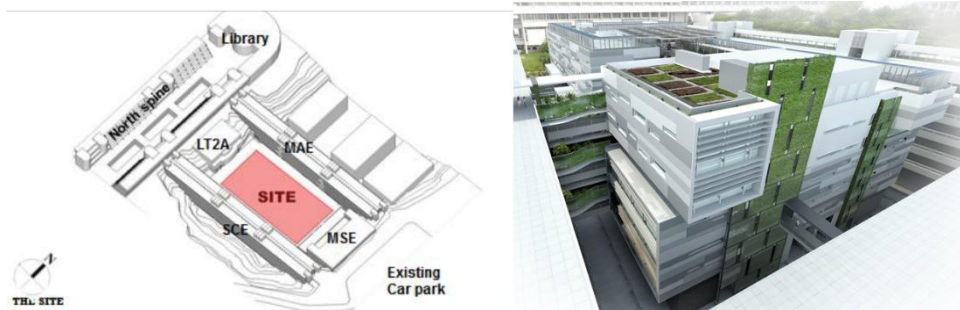 Library
North spine
LT2A
MAE
SITE
SCE
MSE
Existing
Car park
N
THE SITE